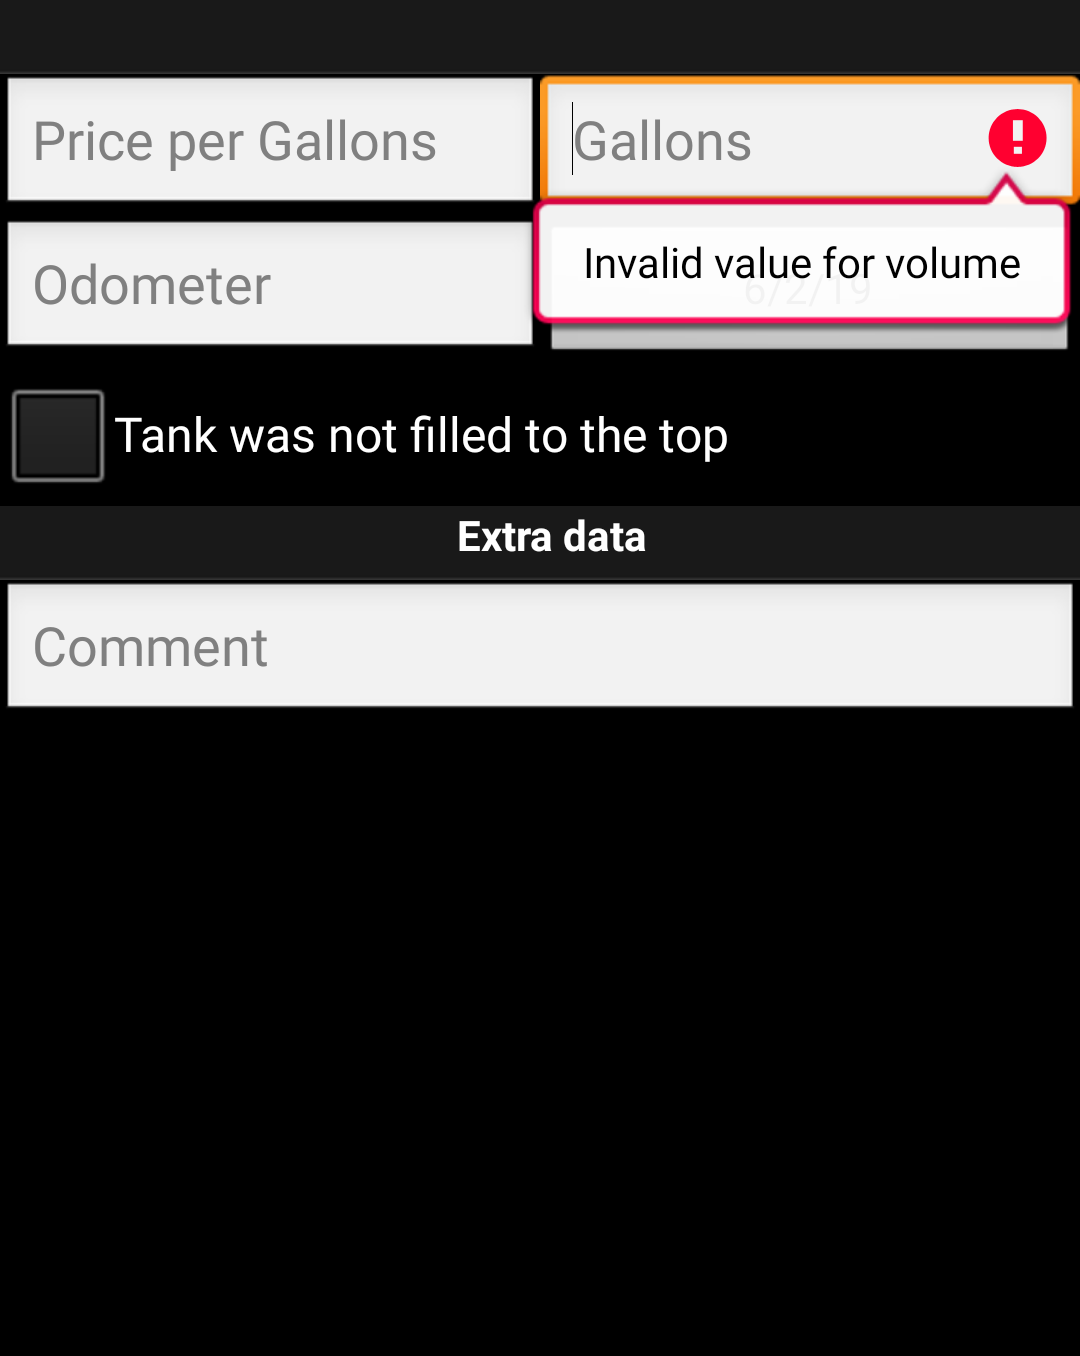 Price per Gallons
Gallons
Invalid value for volume
Odometer
6/2/19
Tank was not filled to the top
Extra data
Comment